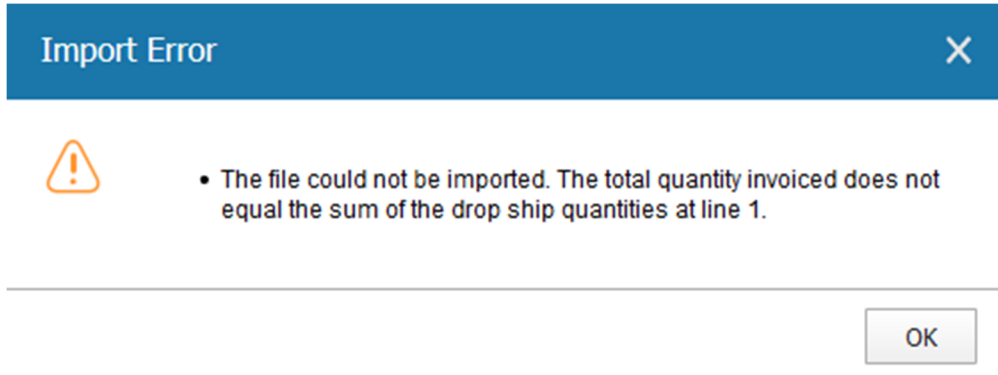 Import Error
• The file could not be imported. The total quantity invoiced does not
equal the sum of the drop ship quantities at line 1.
OK